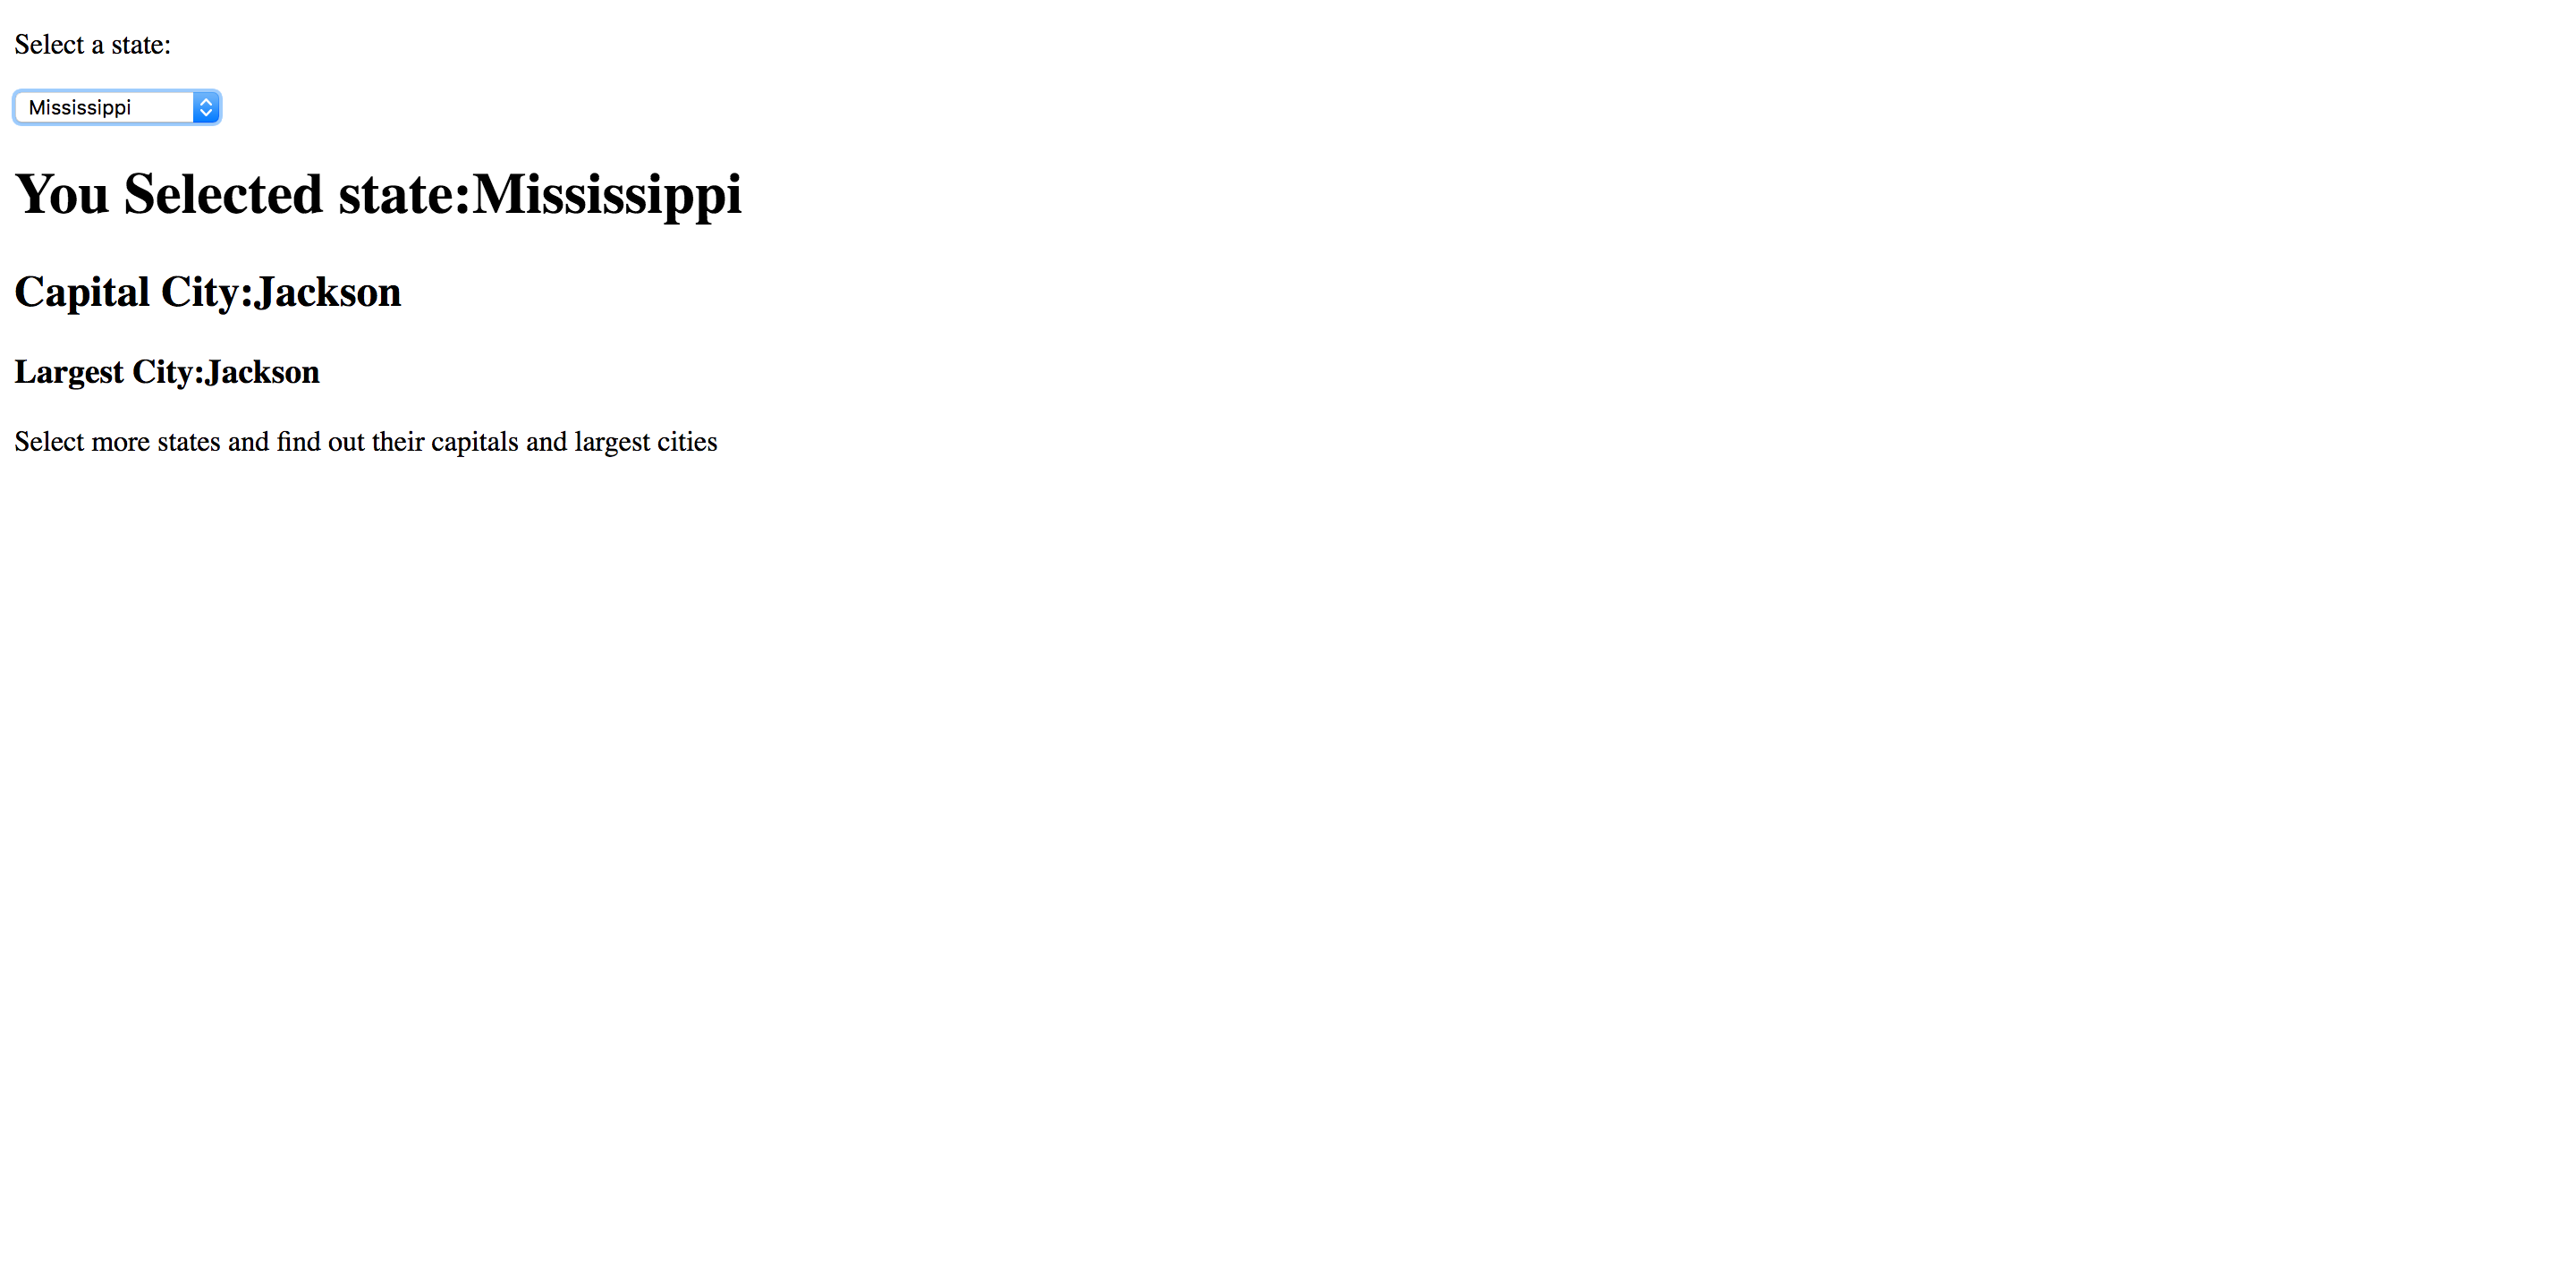 Select a state:
Mississippi
You Selected state:Mississippi
Capital City:Jackson
Largest City:Jackson
Select more states and find out their capitals and largest cities